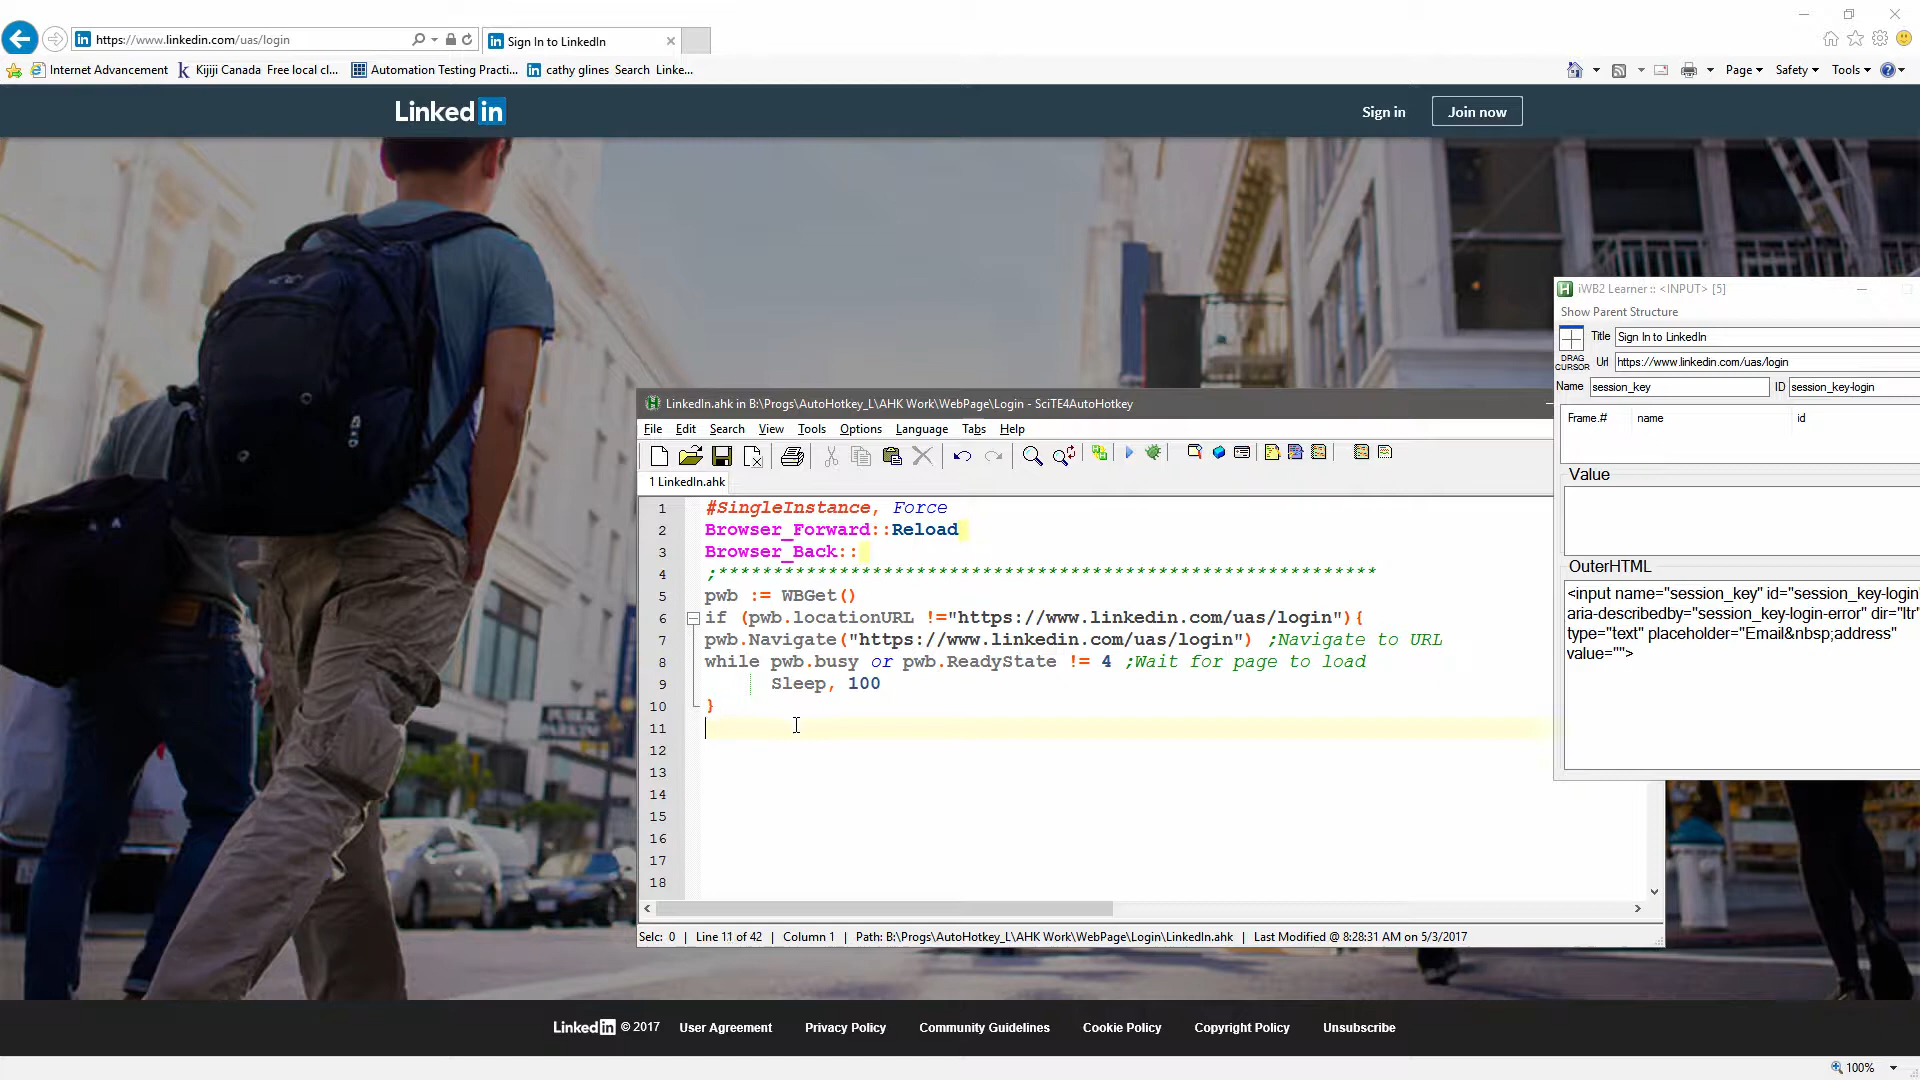 https://www.linkedin.com/uas/login
Sign In to LinkedIn
Internet Advancement
Kijiji Canada Free local cl...
Automation Testing Practi...
cathy glines Search Linke...
Page
Safety
Tools
Linked in
Sign in
Join now
iWB2 Learner :: <INPUT> [5]
Show Parent Structure
DRAG CURSOR
Title Sign In to LinkedIn
Url https://www.linkedin.com/uas/login
Name session_key ID session_key-login
Frame.# name id
Value
OuterHTML
<input name="session_key" id="session_key-login"
aria-describedby="session_key-login-error" dir="ltr"
type="text" placeholder="Email&nbsp;address"
value="">
LinkedIn.ahk in B:\Progs\AutoHotkey_L\AHK Work\WebPage\Login - SciTE4AutoHotkey
File Edit Search View Tools Options Language Tabs Help
1 LinkedIn.ahk
1 #SingleInstance, Force
2 Browser_Forward::Reload
3 Browser_Back::
4 ;************************************************************
5 pwb := WBGet()
6 if (pwb.locationURL !="https://www.linkedin.com/uas/login"){
7 pwb.Navigate("https://www.linkedin.com/uas/login") ;Navigate to URL
8 while pwb.busy or pwb.ReadyState != 4 ;Wait for page to load
9 Sleep, 100
10 }
11
12
13
14
15
16
17
18
Selc: 0 | Line 11 of 42 | Column 1 | Path: B:\Progs\AutoHotkey_L\AHK Work\WebPage\Login\LinkedIn.ahk | Last Modified @ 8:28:31 AM on 5/3/2017
PUBLIC
PARKING
Linked in © 2017 User Agreement Privacy Policy Community Guidelines Cookie Policy Copyright Policy Unsubscribe
100%